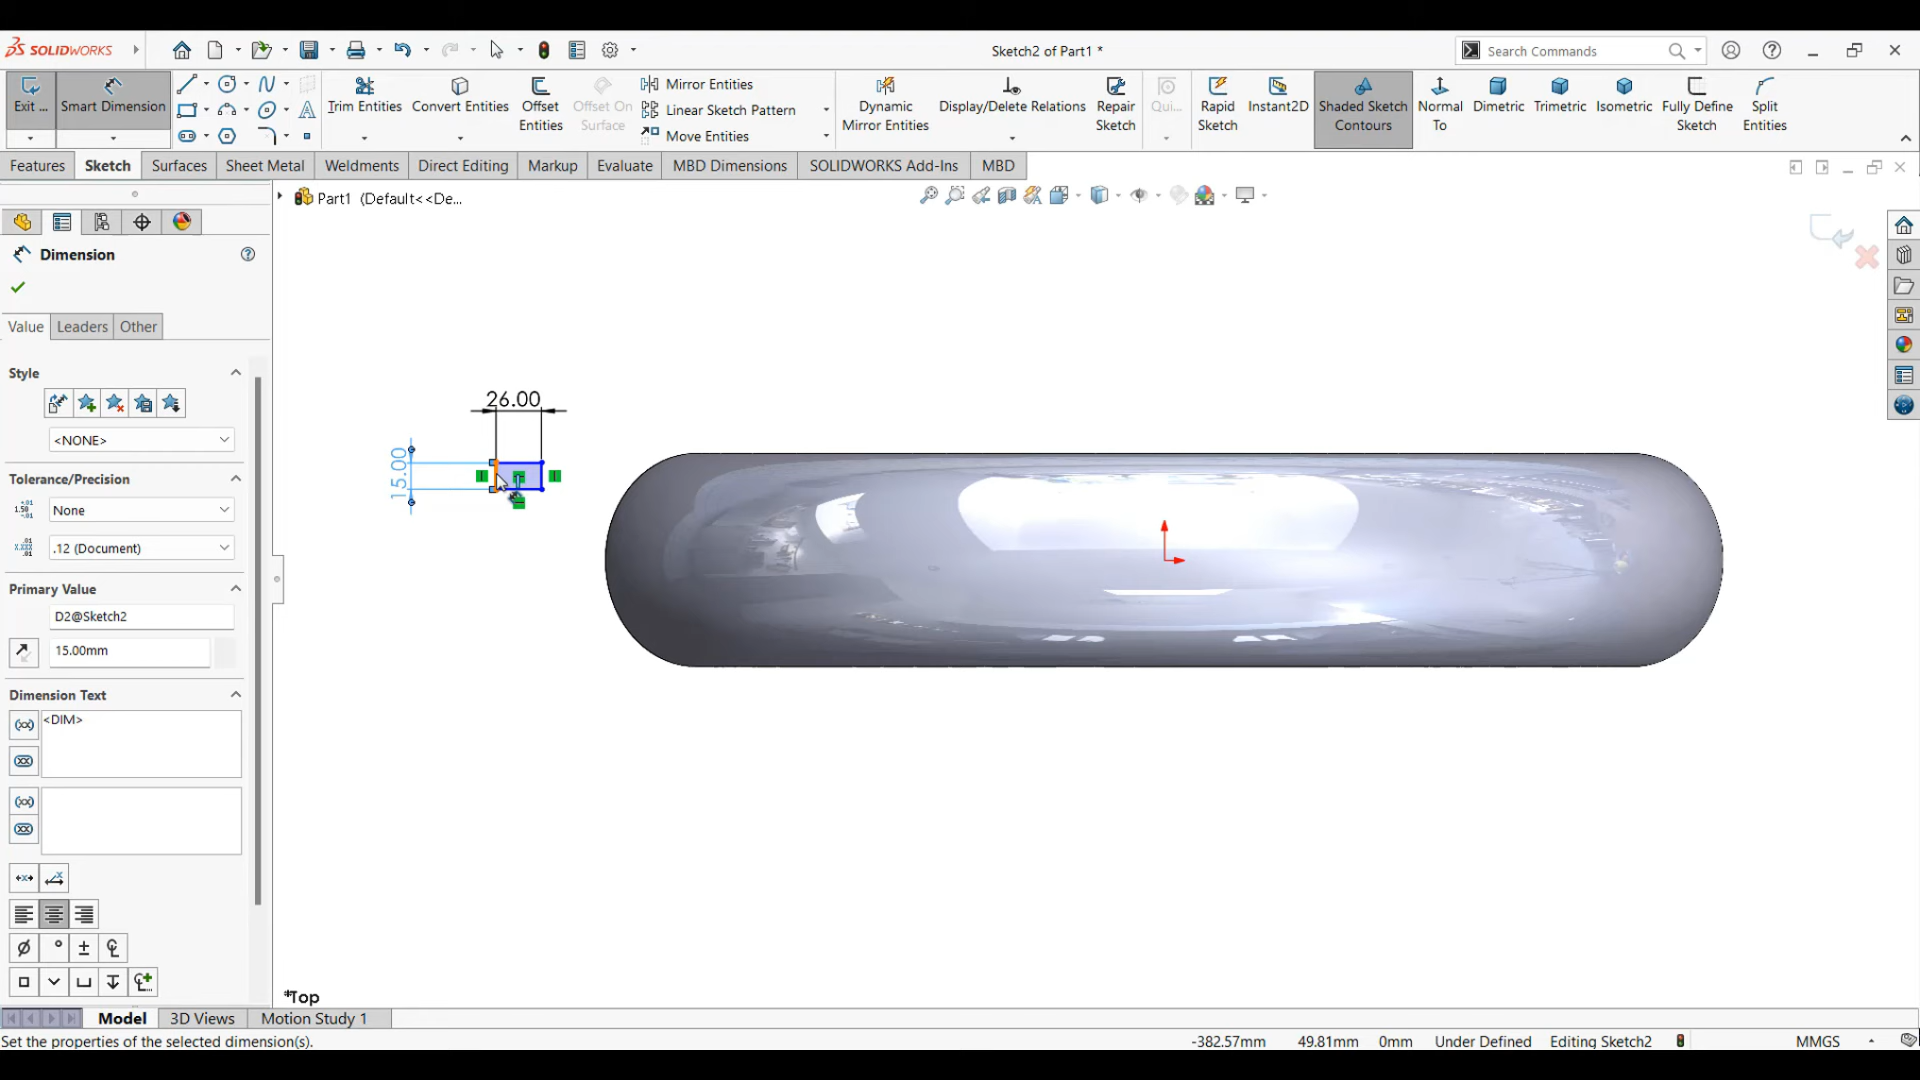 SOLIDWORKS
Sketch2 of Part1 *
Search Commands
Exit ...
Smart Dimension
Trim Entities
Convert Entities
Offset
Entities
Offset On
Surface
Mirror Entities
Linear Sketch Pattern
Move Entities
Dynamic
Mirror Entities
Display/Delete Relations
Repair
Sketch
Qui...
Rapid
Sketch
Instant2D
Shaded Sketch
Contours
Normal
To
Dimetric
Trimetric
Isometric
Fully Define
Sketch
Split
Entities
Features
Sketch
Surfaces
Sheet Metal
Weldments
Direct Editing
Markup
Evaluate
MBD Dimensions
SOLIDWORKS Add-Ins
MBD
Part1 (Default<<De...
Dimension
Value
Leaders
Other
Style
<NONE>
Tolerance/Precision
None
.12 (Document)
Primary Value
D2@Sketch2
15.00mm
Dimension Text
<DIM>
26.00
15.00
*Top
Model
3D Views
Motion Study 1
Set the properties of the selected dimension(s).
-382.57mm
49.81mm
0mm
Under Defined
Editing Sketch2
MMGS